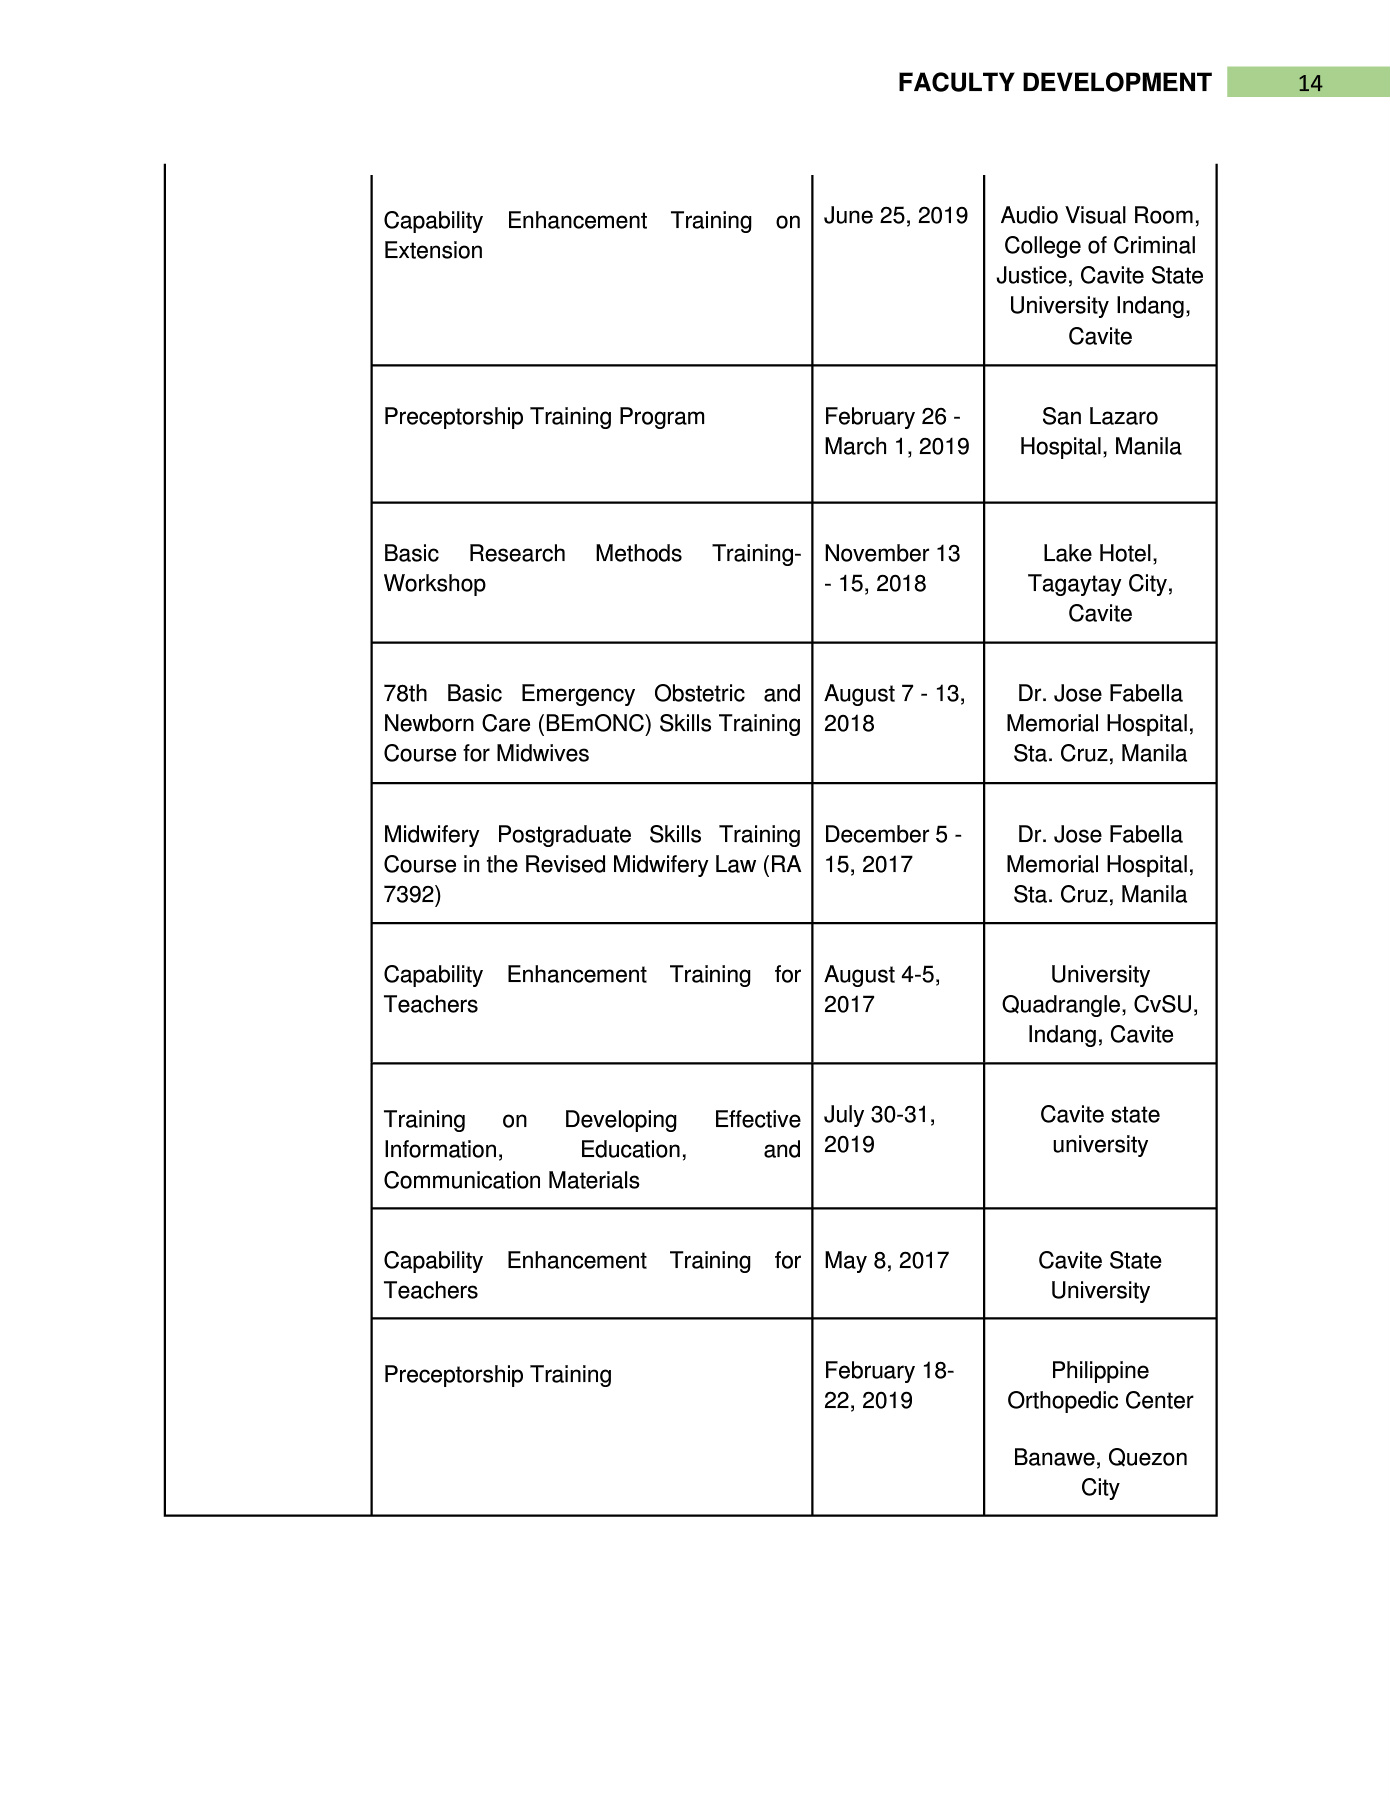 FACULTY DEVELOPMENT 14
Capability Enhancement Training on
Extension
June 25, 2019
Audio Visual Room,
College of Criminal
Justice, Cavite State
University Indang,
Cavite
Preceptorship Training Program
February 26 -
March 1, 2019
San Lazaro
Hospital, Manila
Basic Research Methods Training-
Workshop
November 13
- 15, 2018
Lake Hotel,
Tagaytay City,
Cavite
78th Basic Emergency Obstetric and
Newborn Care (BEmONC) Skills Training
Course for Midwives
August 7 - 13,
2018
Dr. Jose Fabella
Memorial Hospital,
Sta. Cruz, Manila
Midwifery Postgraduate Skills Training
Course in the Revised Midwifery Law (RA
7392)
December 5 -
15, 2017
Dr. Jose Fabella
Memorial Hospital,
Sta. Cruz, Manila
Capability Enhancement Training for
Teachers
August 4-5,
2017
University
Quadrangle, CvSU,
Indang, Cavite
Training on Developing Effective
Information, Education, and
Communication Materials
July 30-31,
2019
Cavite state
university
Capability Enhancement Training for
Teachers
May 8, 2017
Cavite State
University
Preceptorship Training
February 18-
22, 2019
Philippine
Orthopedic Center
Banawe, Quezon
City